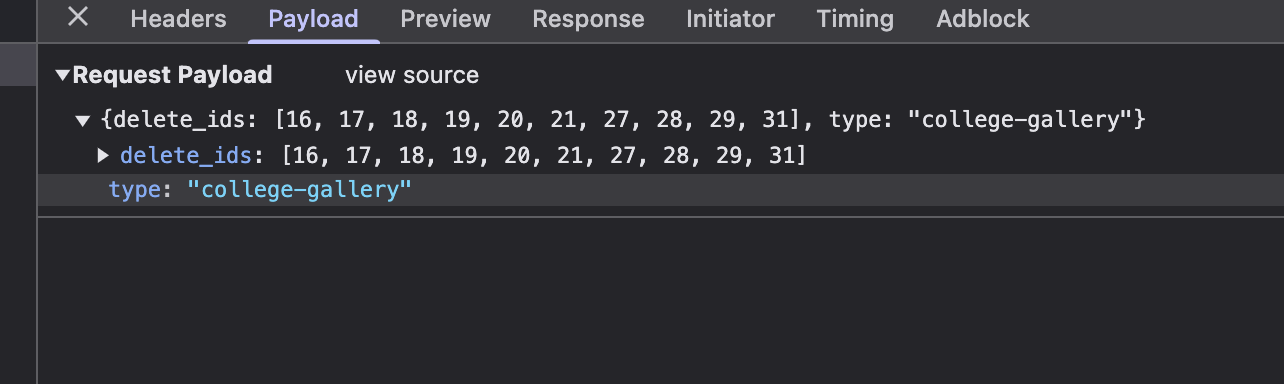 Headers Payload Preview Response Initiator Timing Adblock
Request Payload view source
{delete_ids: [16, 17, 18, 19, 20, 21, 27, 28, 29, 31], type: "college-gallery"}
delete_ids: [16, 17, 18, 19, 20, 21, 27, 28, 29, 31]
type: "college-gallery"